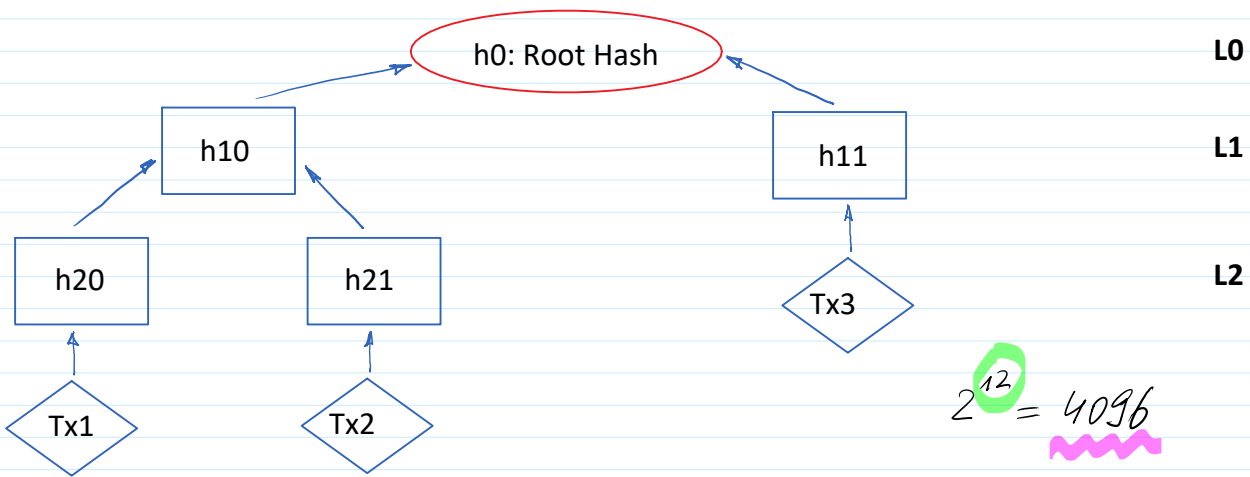 h0: Root Hash
L0
h10
h11
L1
h20
h21
L2
Tx3
2^12 = 4096
Tx1
Tx2